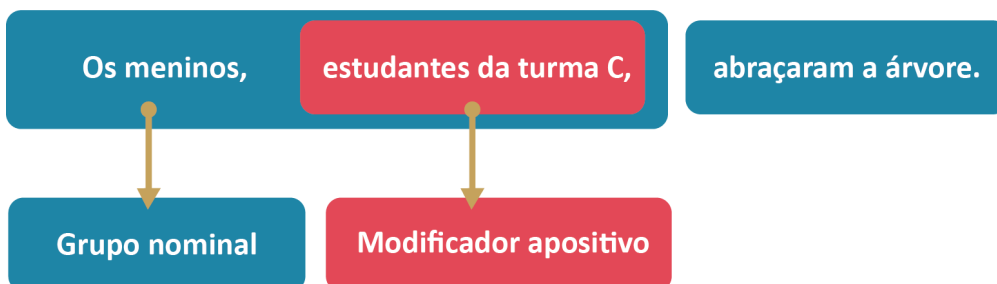 Os meninos, estudantes da turma C, abraçaram a árvore.
Grupo nominal
Modificador apositivo